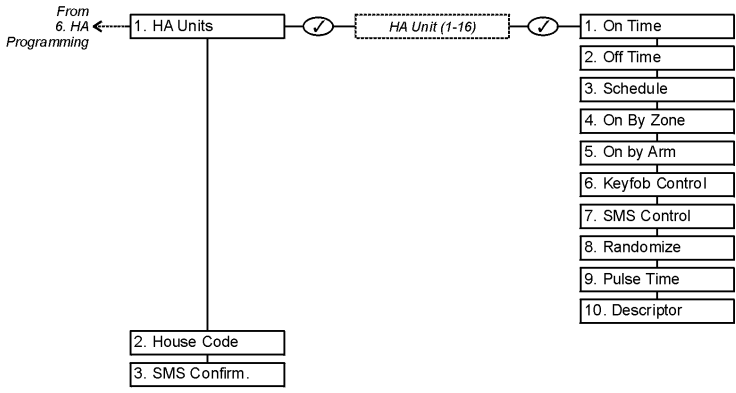 From
6. HA
Programming
1. HA Units
HA Unit (1-16)
1. On Time
2. Off Time
3. Schedule
4. On By Zone
5. On by Arm
6. Keyfob Control
7. SMS Control
8. Randomize
9. Pulse Time
10. Descriptor
2. House Code
3. SMS Confirm.